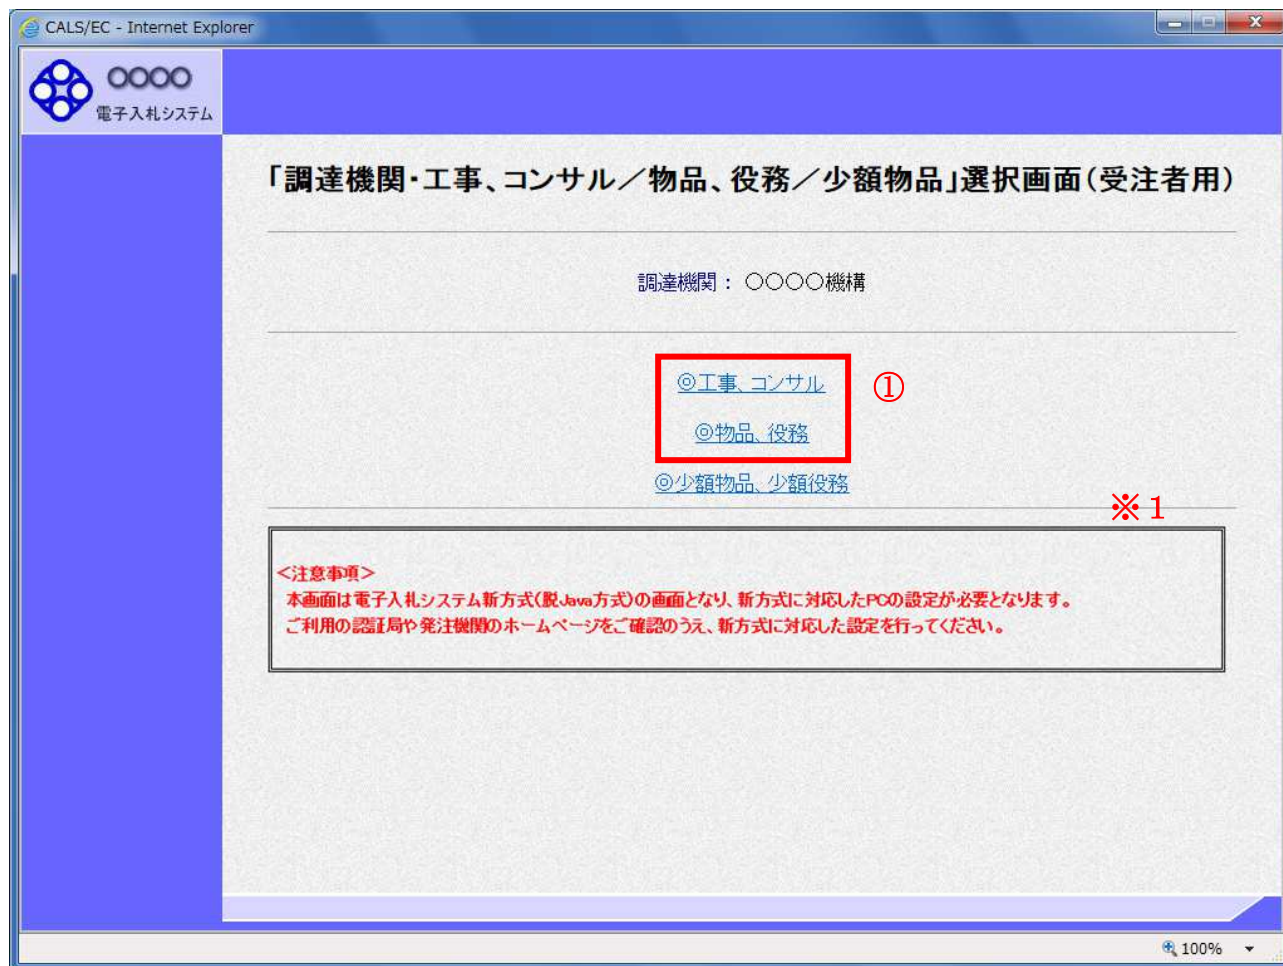 CALS/EC - Internet Explorer
○○○○
電子入札システム
「調達機関・工事、コンサル／物品、役務／少額物品」選択画面（受注者用）
調達機関： ○○○○機構
◎工事、コンサル
①
◎物品、役務
◎少額物品、少額役務
※1
＜注意事項＞
本画面は電子入札システム新方式(脱Java方式)の画面となり、新方式に対応したPCの設定が必要となります。
ご利用の認証局や発注機関のホームページをご確認のうえ、新方式に対応した設定を行ってください。
100%